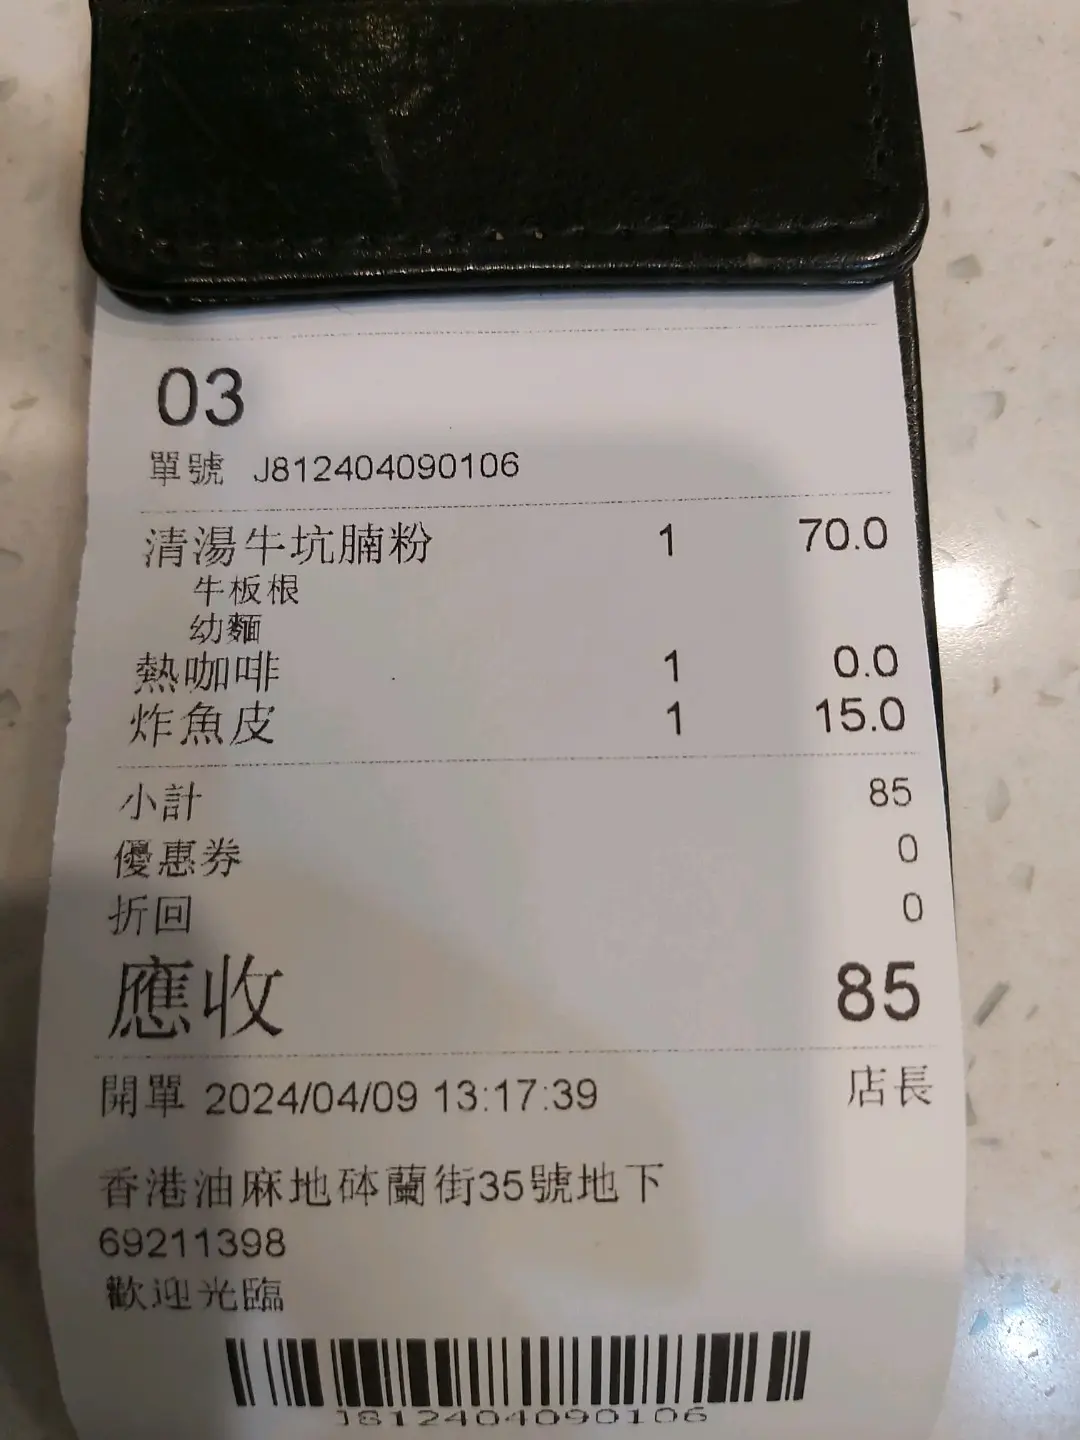 03
單號 J812404090106
清湯牛坑腩粉 1 70.0
牛板根
幼麵
熱咖啡 1 0.0
炸魚皮 1 15.0
小計 85
優惠券 0
折回 0
應收 85
開單 2024/04/09 13:17:39 店長
香港油麻地砵蘭街35號地下
69211398
歡迎光臨
J812404090106